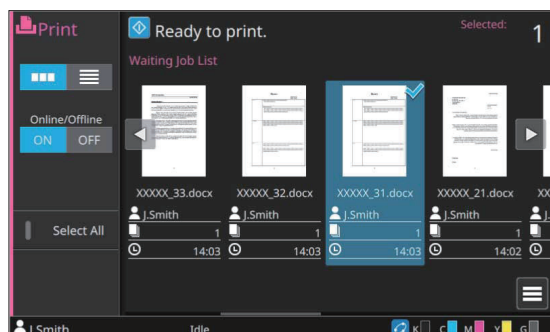 Print
Ready to print.
Selected:
1
Waiting Job List
Online/Offline
ON OFF
Select All
XXXXX_33.docx
J.Smith
1
14:03
XXXXX_32.docx
J.Smith
1
14:03
XXXXX_31.docx
J.Smith
1
14:03
XXXXX_21.docx
J.Smith
1
14:02
XX
J.
J.Smith
Idle
K C M Y G